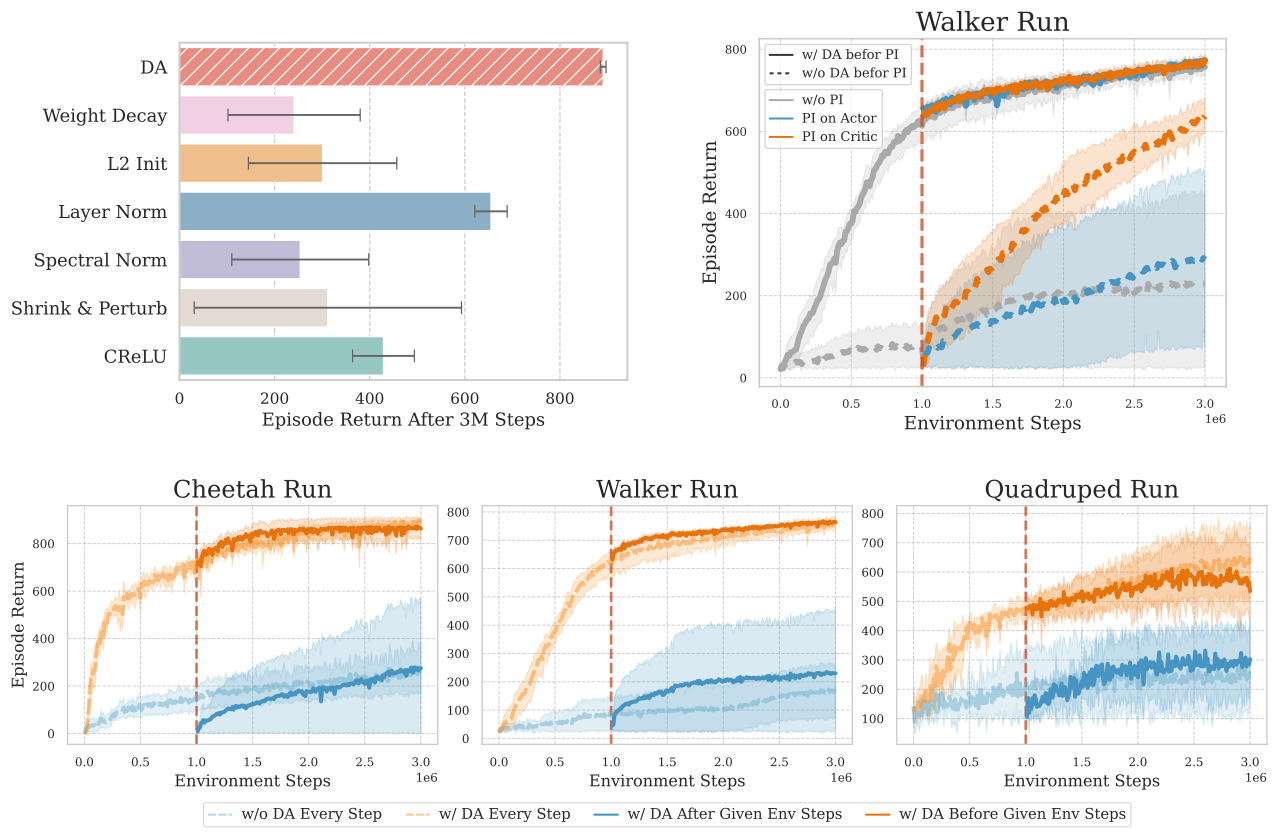 DA
Weight Decay
L2 Init
Layer Norm
Spectral Norm
Shrink & Perturb
CReLU
0 200 400 600 800
Episode Return After 3M Steps
Walker Run
w/ DA befor PI
w/o DA befor PI
w/o PI
PI on Actor
PI on Critic
Episode Return
800
600
400
200
0
0.0 0.5 1.0 1.5 2.0 2.5 3.0
1e6
Environment Steps
Cheetah Run
Episode Return
800
600
400
200
0
0.0 0.5 1.0 1.5 2.0 2.5 3.0
1e6
Environment Steps
Walker Run
800
700
600
500
400
300
200
100
0
0.0 0.5 1.0 1.5 2.0 2.5 3.0
1e6
Environment Steps
Quadruped Run
800
700
600
500
400
300
200
100
0.0 0.5 1.0 1.5 2.0 2.5 3.0
1e6
Environment Steps
w/o DA Every Step w/ DA Every Step w/ DA After Given Env Steps w/ DA Before Given Env Steps